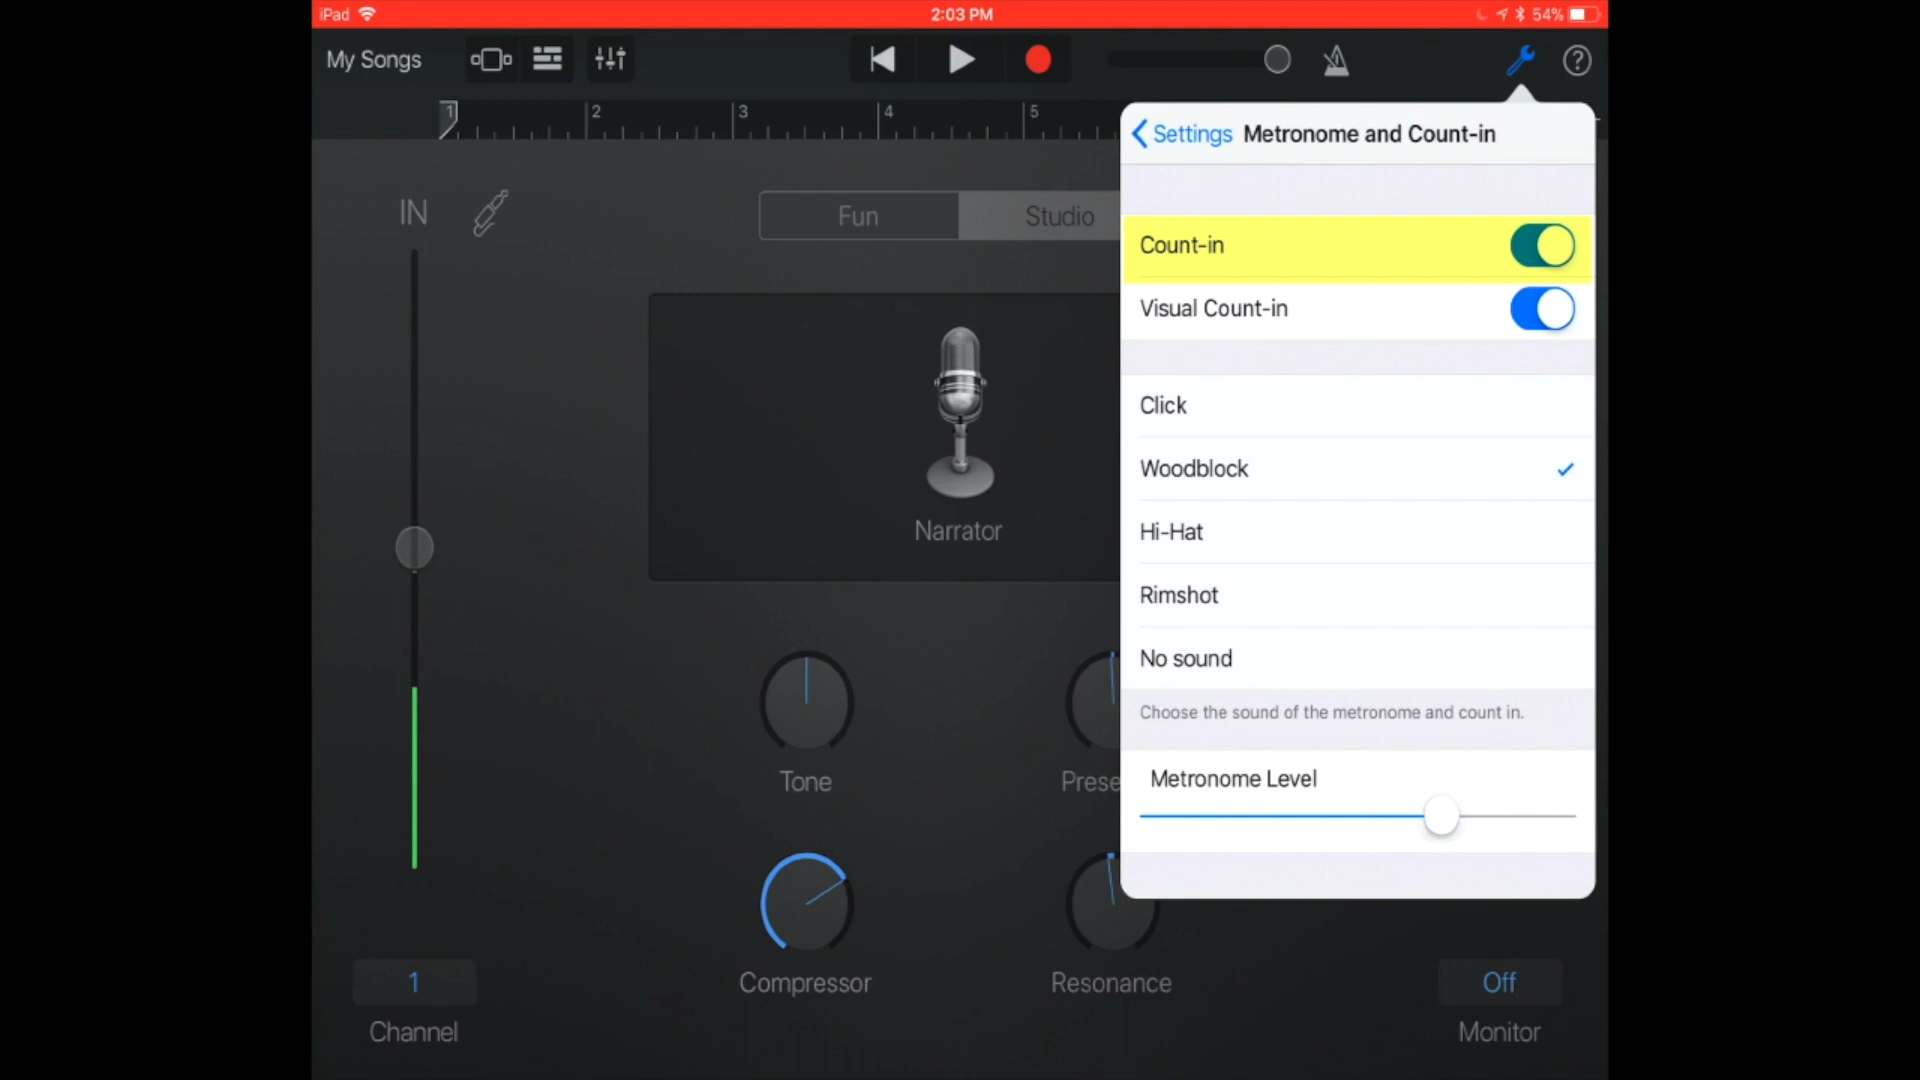 iPad
2:03 PM
54%
My Songs
?
1 2 3 4 5
Settings Metronome and Count-in
IN
Fun Studio
Count-in
Visual Count-in
Click
Woodblock
Hi-Hat
Rimshot
No sound
Choose the sound of the metronome and count in.
Metronome Level
Narrator
Tone
Prese
Compressor
Resonance
1
Channel
Off
Monitor